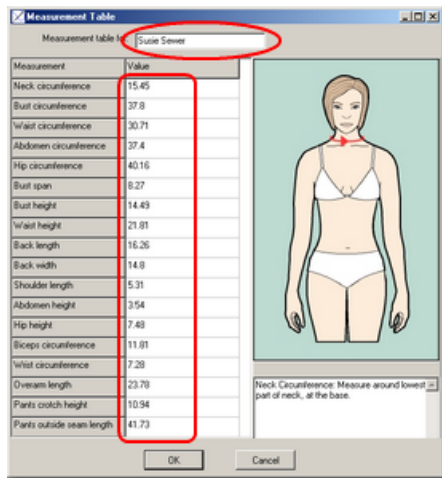 Measurement Table
Measurement table fo
Susie Sewer
Measurement Value
Neck circumference 15.45
Bust circumference 37.8
Waist circumference 30.71
Abdomen circumference 37.4
Hip circumference 40.16
Bust span 8.27
Bust height 14.49
Waist height 21.81
Back length 16.26
Back width 14.8
Shoulder length 5.31
Abdomen height 3.54
Hip height 7.48
Biceps circumference 11.81
Wrist circumference 7.28
Overarm length 23.78
Pants crotch height 10.94
Pants outside seam length 41.73
Neck Circumference: Measure around lowest
part of neck, at the base.
OK Cancel